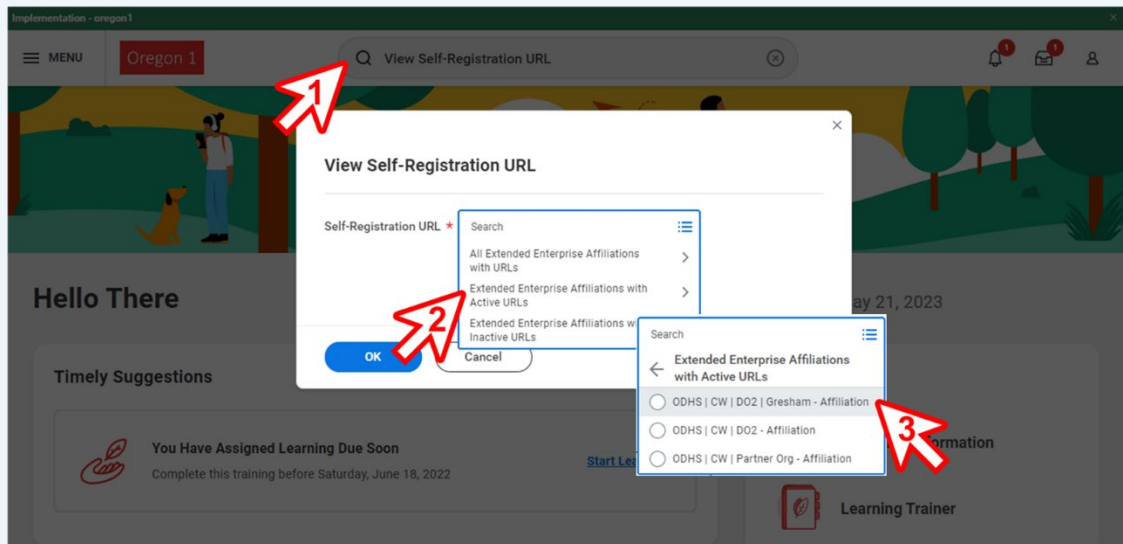 Implementation - oregon1
MENU
Oregon 1
View Self-Registration URL
1
1
1
View Self-Registration URL
Self-Registration URL *
Search
All Extended Enterprise Affiliations
with URLs
Extended Enterprise Affiliations with
Active URLs
2
Extended Enterprise Affiliations
Inactive URLs
OK
Cancel
Search
Extended Enterprise Affiliations
with Active URLs
ODHS | CW | DO2 | Gresham - Affiliation
ODHS | CW | DO2 - Affiliation
ODHS | CW | Partner Org - Affiliation
3
Hello There
21, 2023
Timely Suggestions
You Have Assigned Learning Due Soon
Complete this training before Saturday, June 18, 2022
Start
Learning Trainer